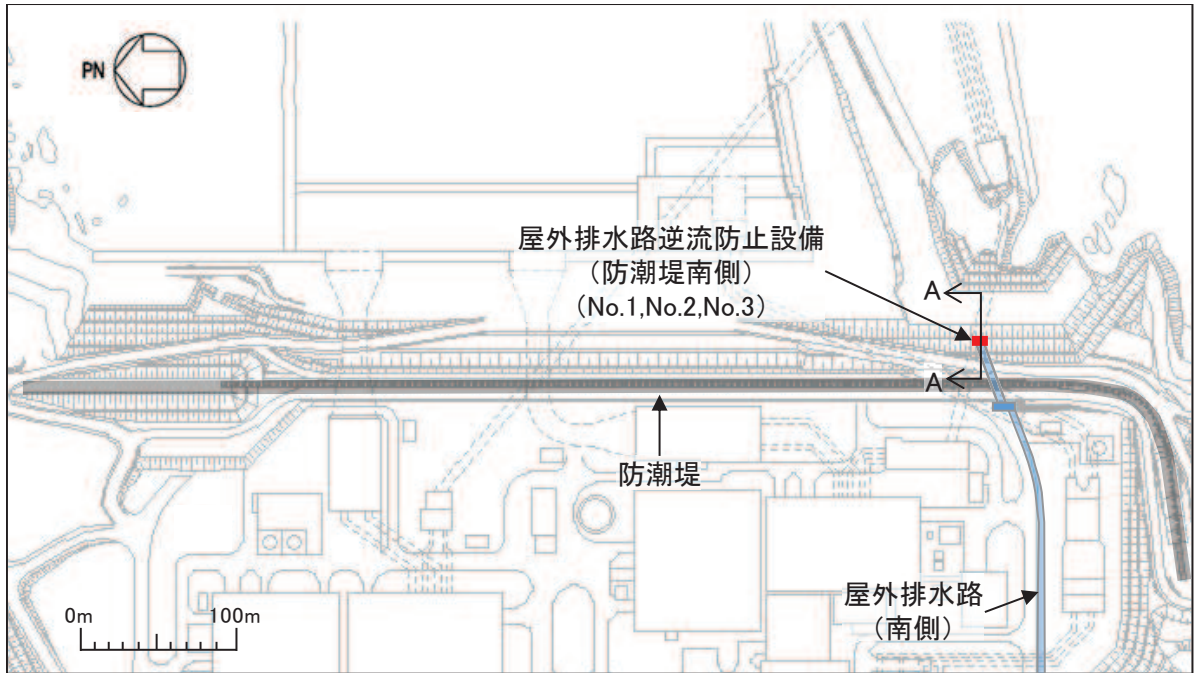 PN
屋外排水路逆流防止設備
（防潮堤南側）
（No.1,No.2,No.3）
A
A
防潮堤
屋外排水路
（南側）
0m 100m